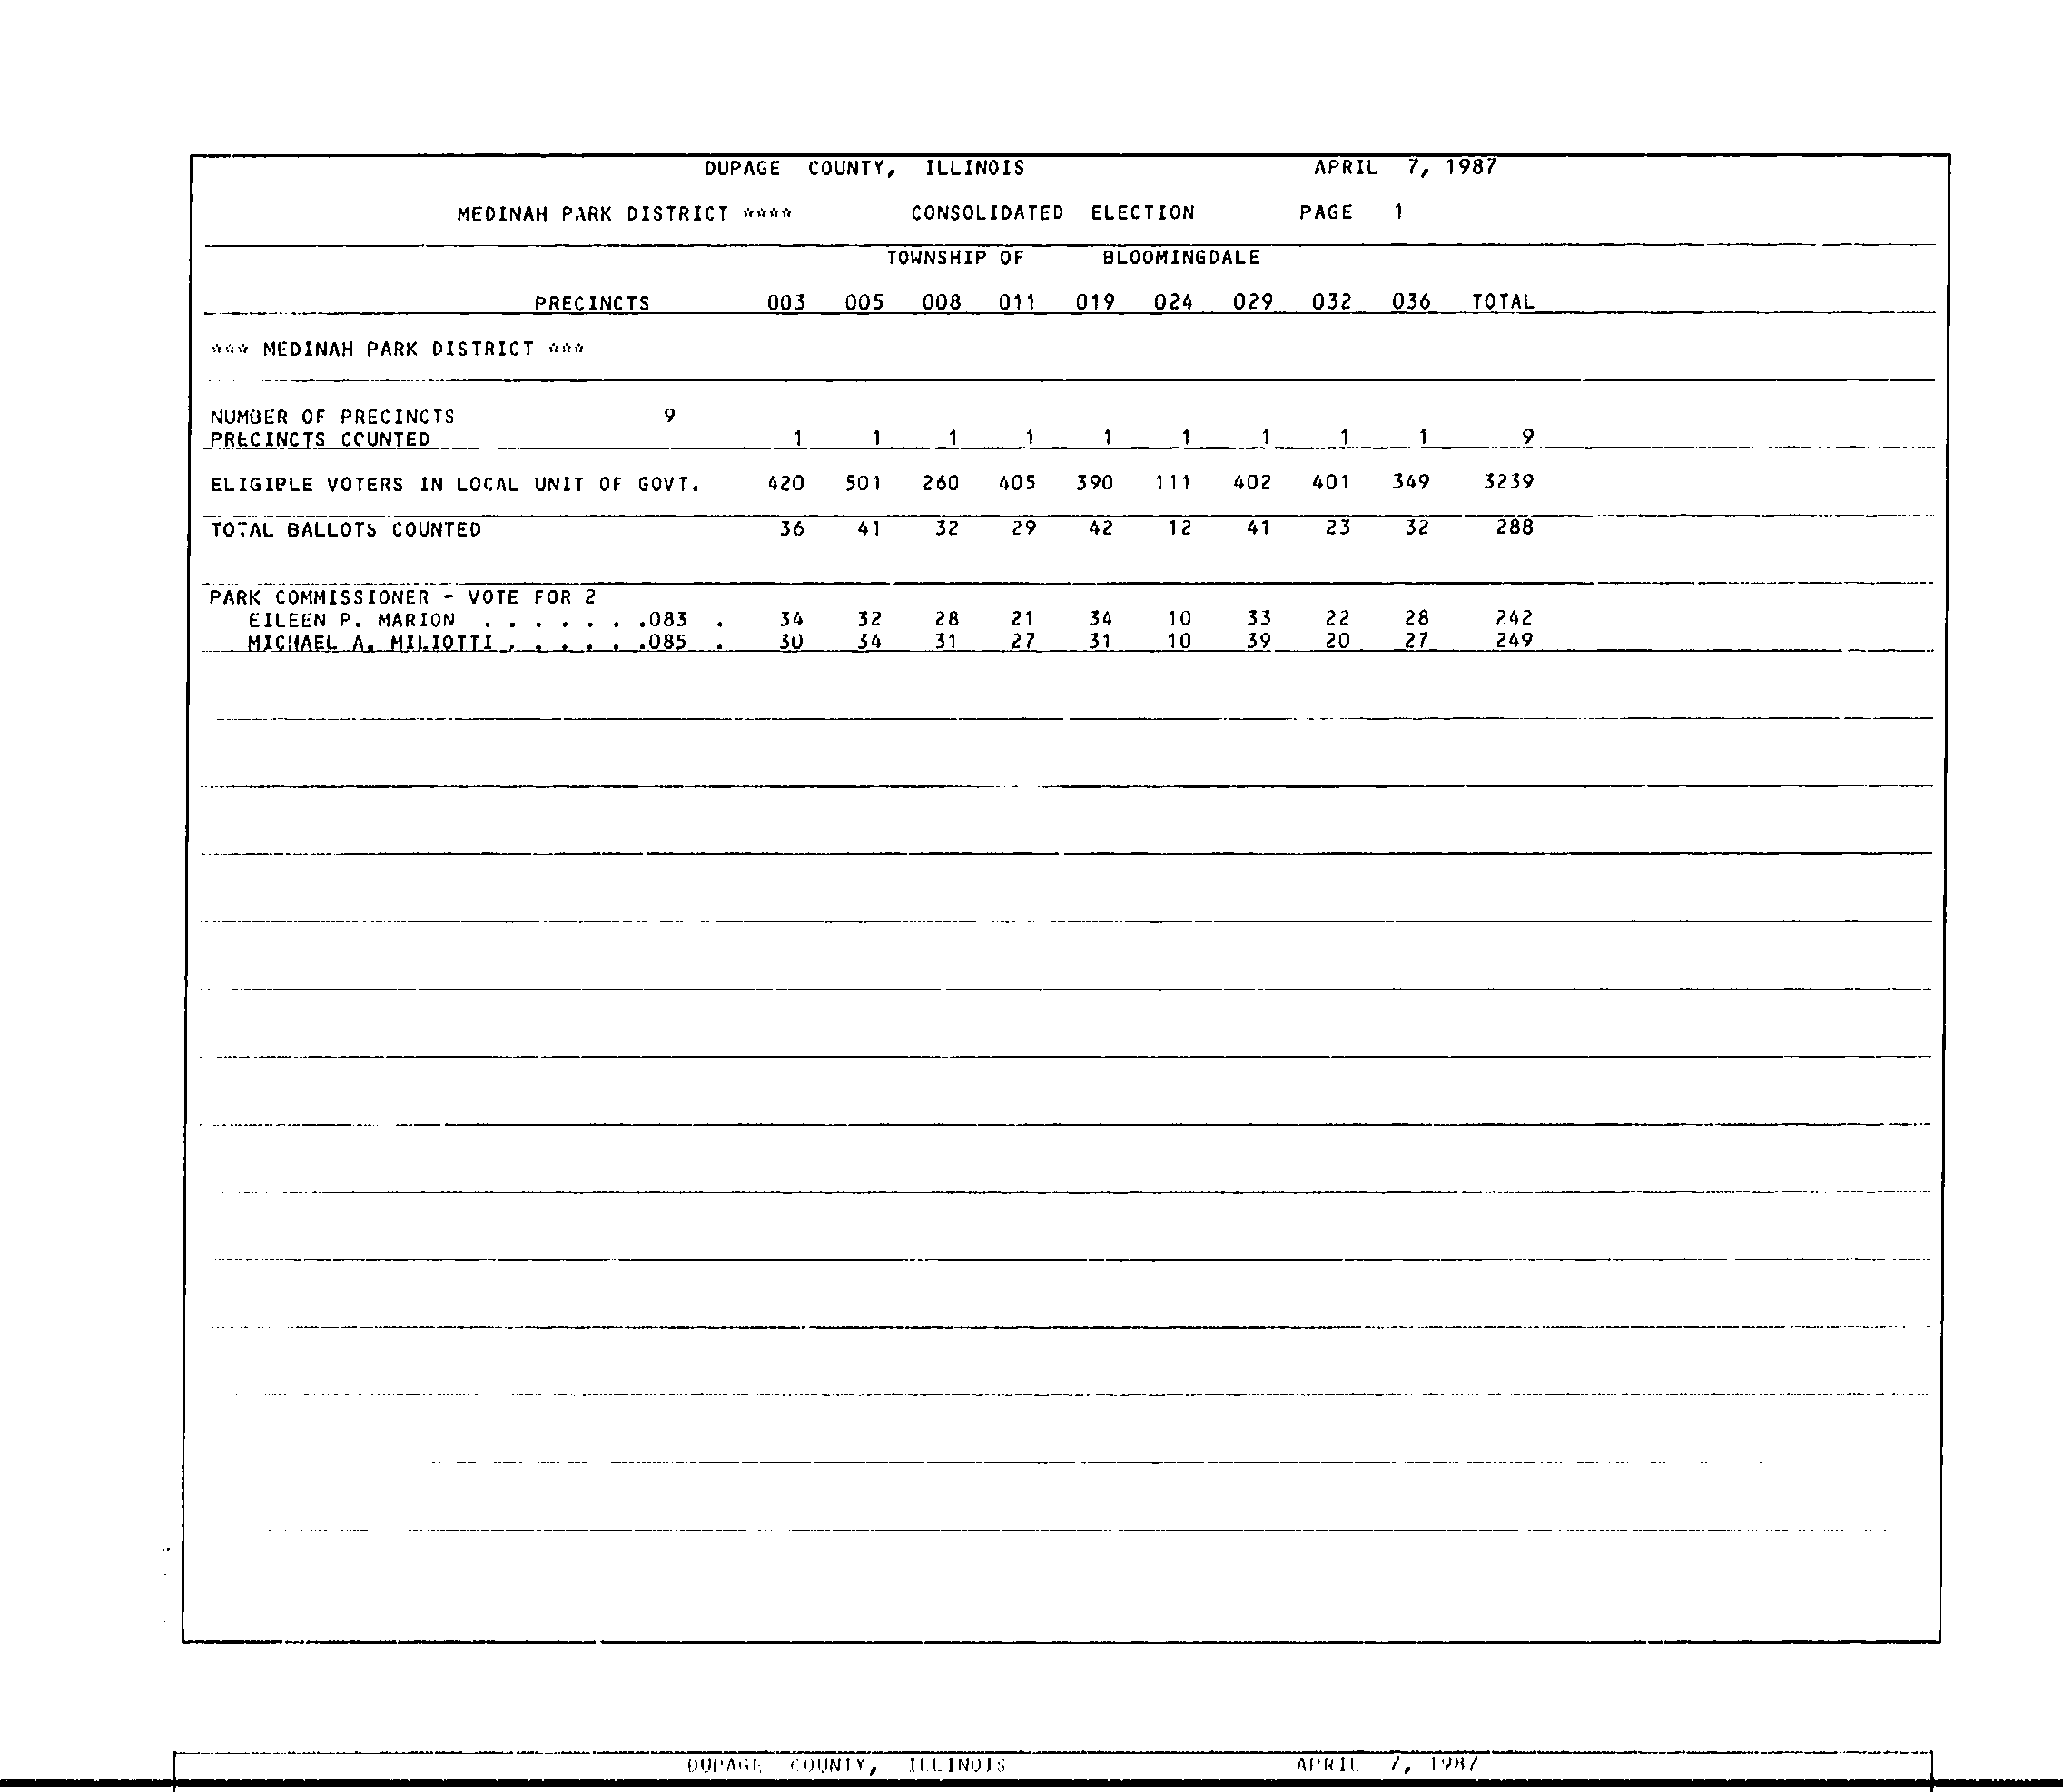 DUPAGE COUNTY, ILLINOIS APRIL 7, 1987
MEDINAH PARK DISTRICT **** CONSOLIDATED ELECTION PAGE 1
TOWNSHIP OF BLOOMINGDALE
PRECINCTS 003 005 008 011 019 024 029 032 036 TOTAL
*** MEDINAH PARK DISTRICT ***
NUMBER OF PRECINCTS 9
PRECINCTS COUNTED 1 1 1 1 1 1 1 1 1 9
ELIGIBLE VOTERS IN LOCAL UNIT OF GOVT. 420 501 260 405 390 111 402 401 349 3239
TOTAL BALLOTS COUNTED 36 41 32 29 42 12 41 23 32 288
PARK COMMISSIONER - VOTE FOR 2
EILEEN P. MARION . . . . . . .083 . 34 32 28 21 34 10 33 22 28 242
MICHAEL A. MILIOTTI . . . . . .085 . 30 34 31 27 31 10 39 20 27 249
DUPAGE COUNTY, ILLINOIS APRIL 7, 1987